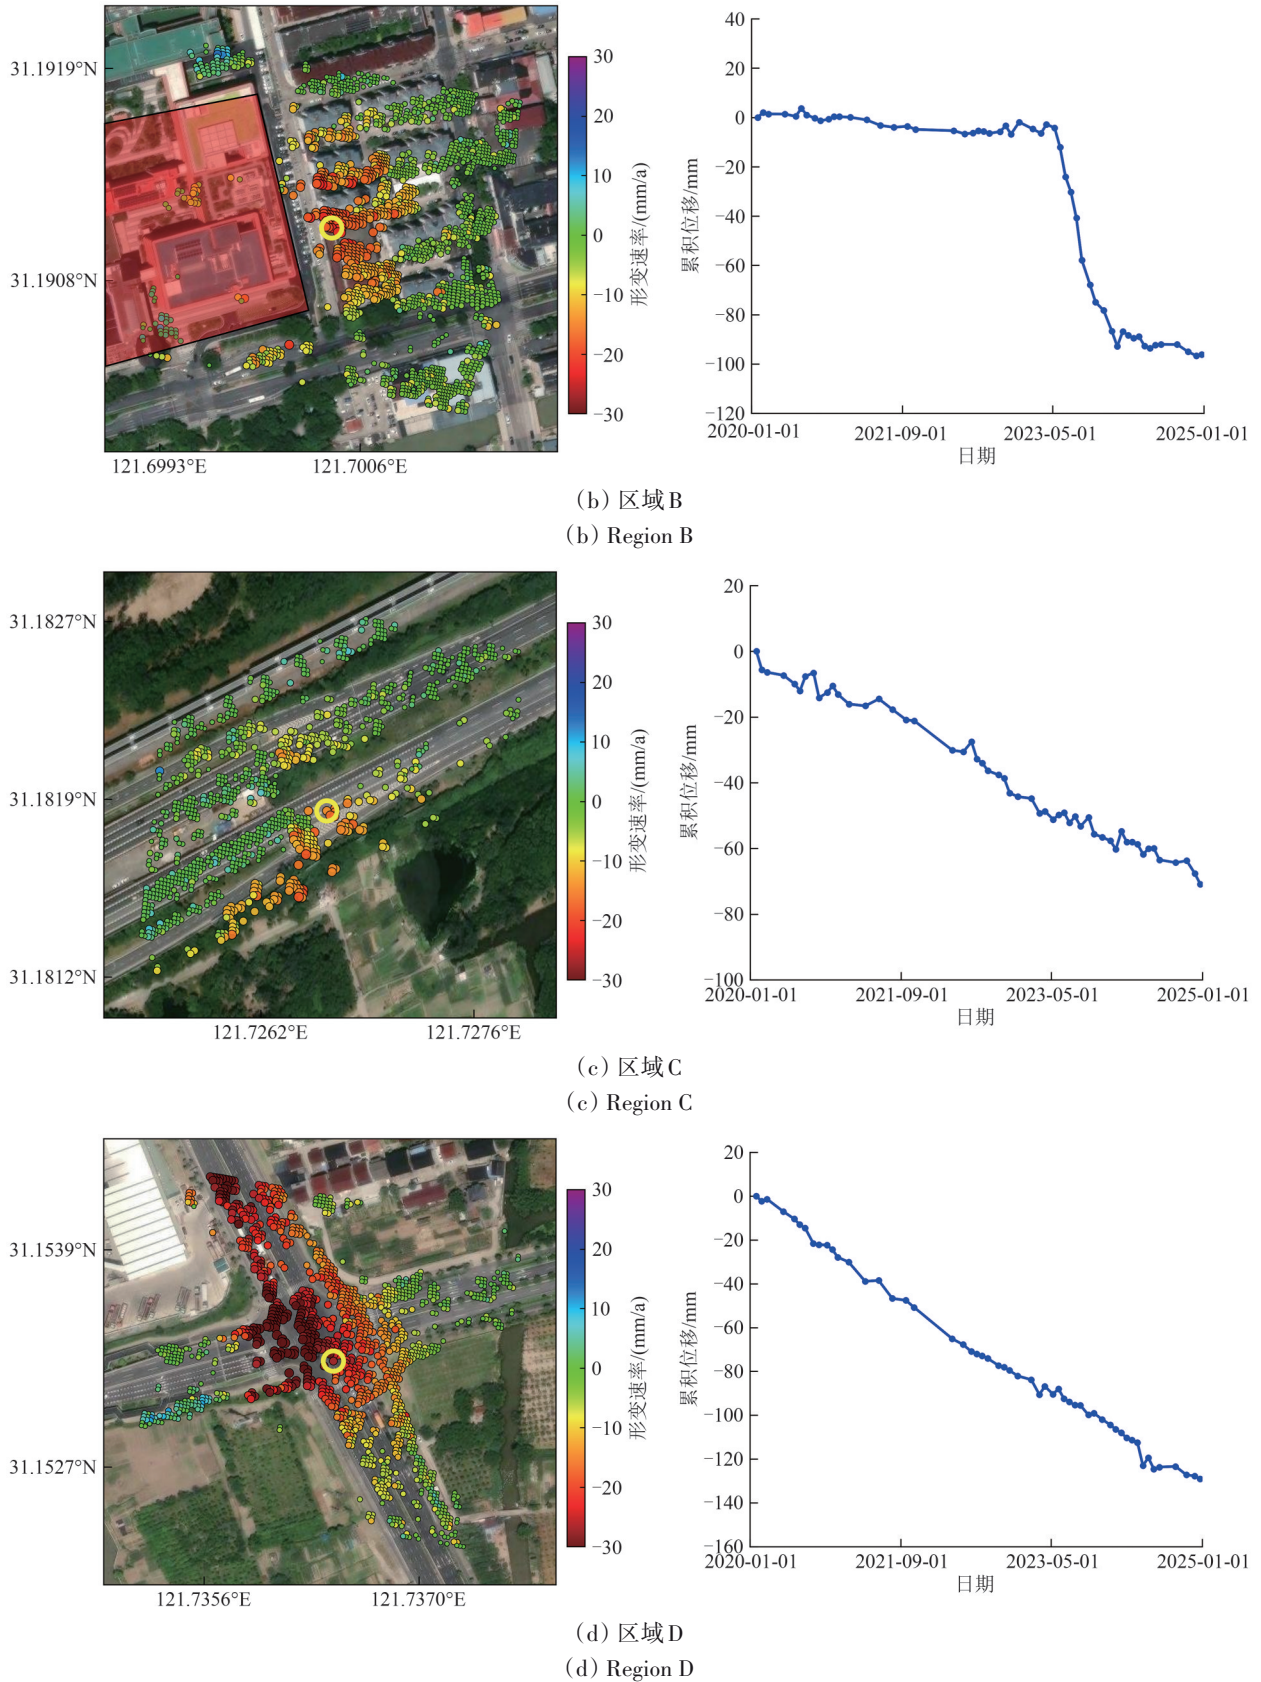 31.1919°N
31.1908°N
121.6993°E
121.7006°E
30
20
10
0
−10
−20
−30
形变速率/(mm/a)
40
20
0
−20
−40
−60
−80
−100
−120
累积位移/mm
2020-01-01
2021-09-01
2023-05-01
2025-01-01
日期
(b) 区域B
(b) Region B
31.1827°N
31.1819°N
31.1812°N
121.7262°E
121.7276°E
30
20
10
0
−10
−20
−30
形变速率/(mm/a)
20
0
−20
−40
−60
−80
−100
累积位移/mm
2020-01-01
2021-09-01
2023-05-01
2025-01-01
日期
(c) 区域C
(c) Region C
31.1539°N
31.1527°N
121.7356°E
121.7370°E
30
20
10
0
−10
−20
−30
形变速率/(mm/a)
20
0
−20
−40
−60
−80
−100
−120
−140
−160
累积位移/mm
2020-01-01
2021-09-01
2023-05-01
2025-01-01
日期
(d) 区域D
(d) Region D